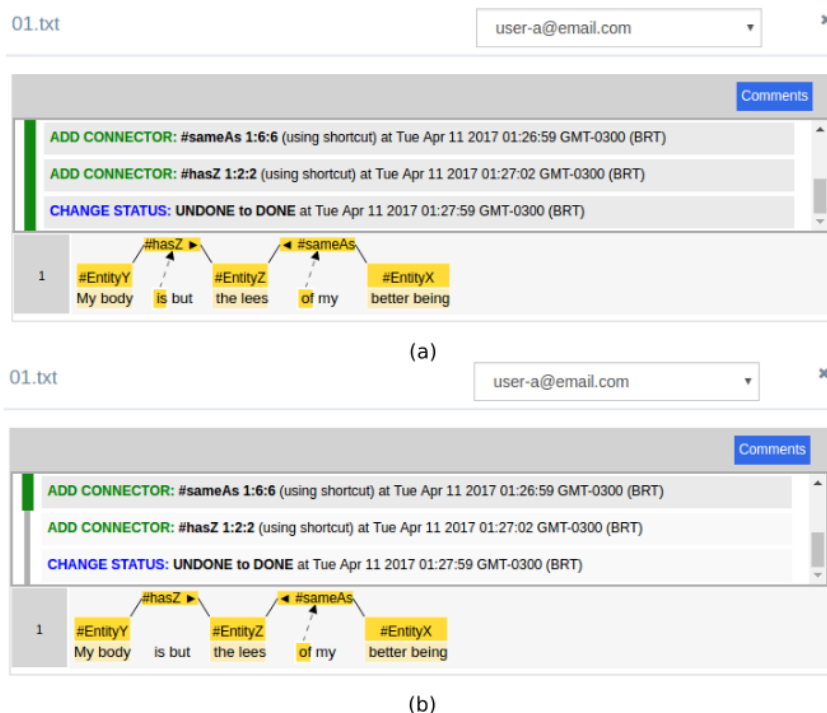 01.txt user-a@email.com ▾ ✖
Comments
ADD CONNECTOR: #sameAs 1:6:6 (using shortcut) at Tue Apr 11 2017 01:26:59 GMT-0300 (BRT)
ADD CONNECTOR: #hasZ 1:2:2 (using shortcut) at Tue Apr 11 2017 01:27:02 GMT-0300 (BRT)
CHANGE STATUS: UNDONE to DONE at Tue Apr 11 2017 01:27:59 GMT-0300 (BRT)
#hasZ ► ◄ #sameAs
1 #EntityY #EntityZ #EntityX
My body is but the lees of my better being
(a)
01.txt user-a@email.com ▾ ✖
Comments
ADD CONNECTOR: #sameAs 1:6:6 (using shortcut) at Tue Apr 11 2017 01:26:59 GMT-0300 (BRT)
ADD CONNECTOR: #hasZ 1:2:2 (using shortcut) at Tue Apr 11 2017 01:27:02 GMT-0300 (BRT)
CHANGE STATUS: UNDONE to DONE at Tue Apr 11 2017 01:27:59 GMT-0300 (BRT)
#hasZ ► ◄ #sameAs
1 #EntityY #EntityZ #EntityX
My body is but the lees of my better being
(b)